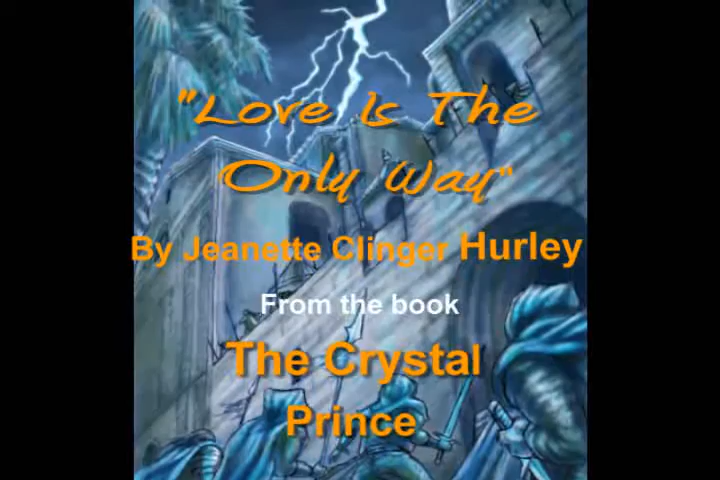 "Love Is The
Only Way"
By Jeanette Clinger Hurley
From the book
The Crystal
Prince